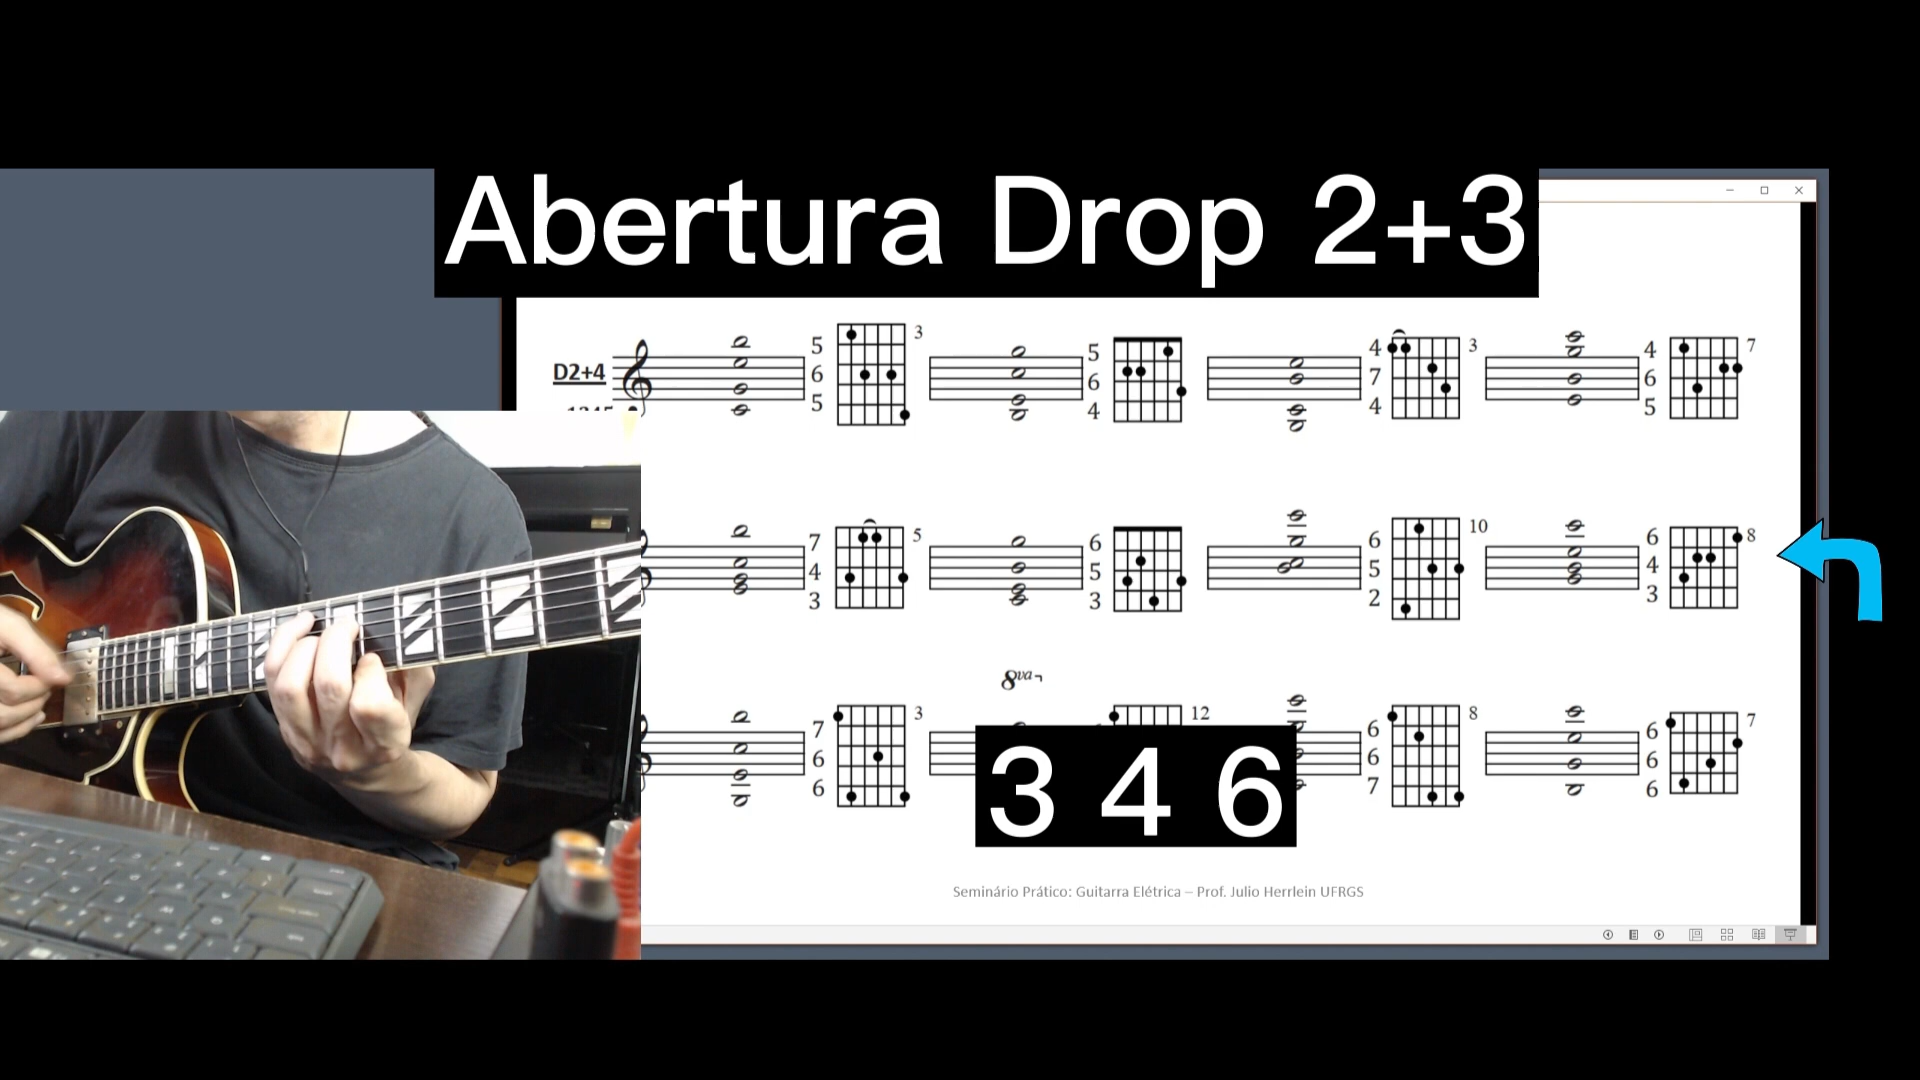 Abertura Drop 2+3
D2+4
5 6 5 3
5 6 4
4 7 4 3
4 6 5 7
7 4 3 5
6 5 3
6 5 2 10
6 4 3 8
8va
7 6 6 3
12
6 6 7 8
6 6 6 7
3 4 6
Seminário Prático: Guitarra Elétrica – Prof. Julio Herrlein UFRGS